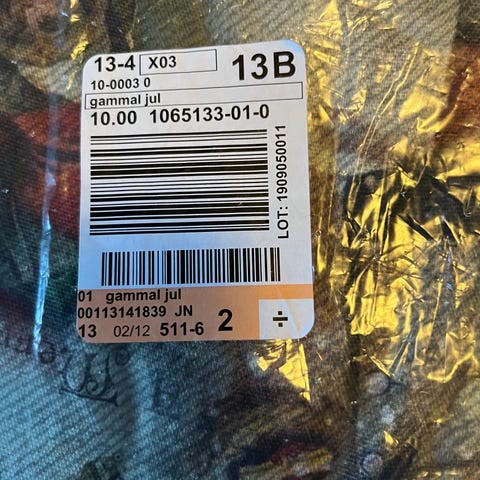 13-4 X03 13B
10-0003 0
gammal jul
10.00 1065133-01-0
LOT: 1909050011
01 gammal jul
00113141839 JN
13 02/12 511-6 2 ÷